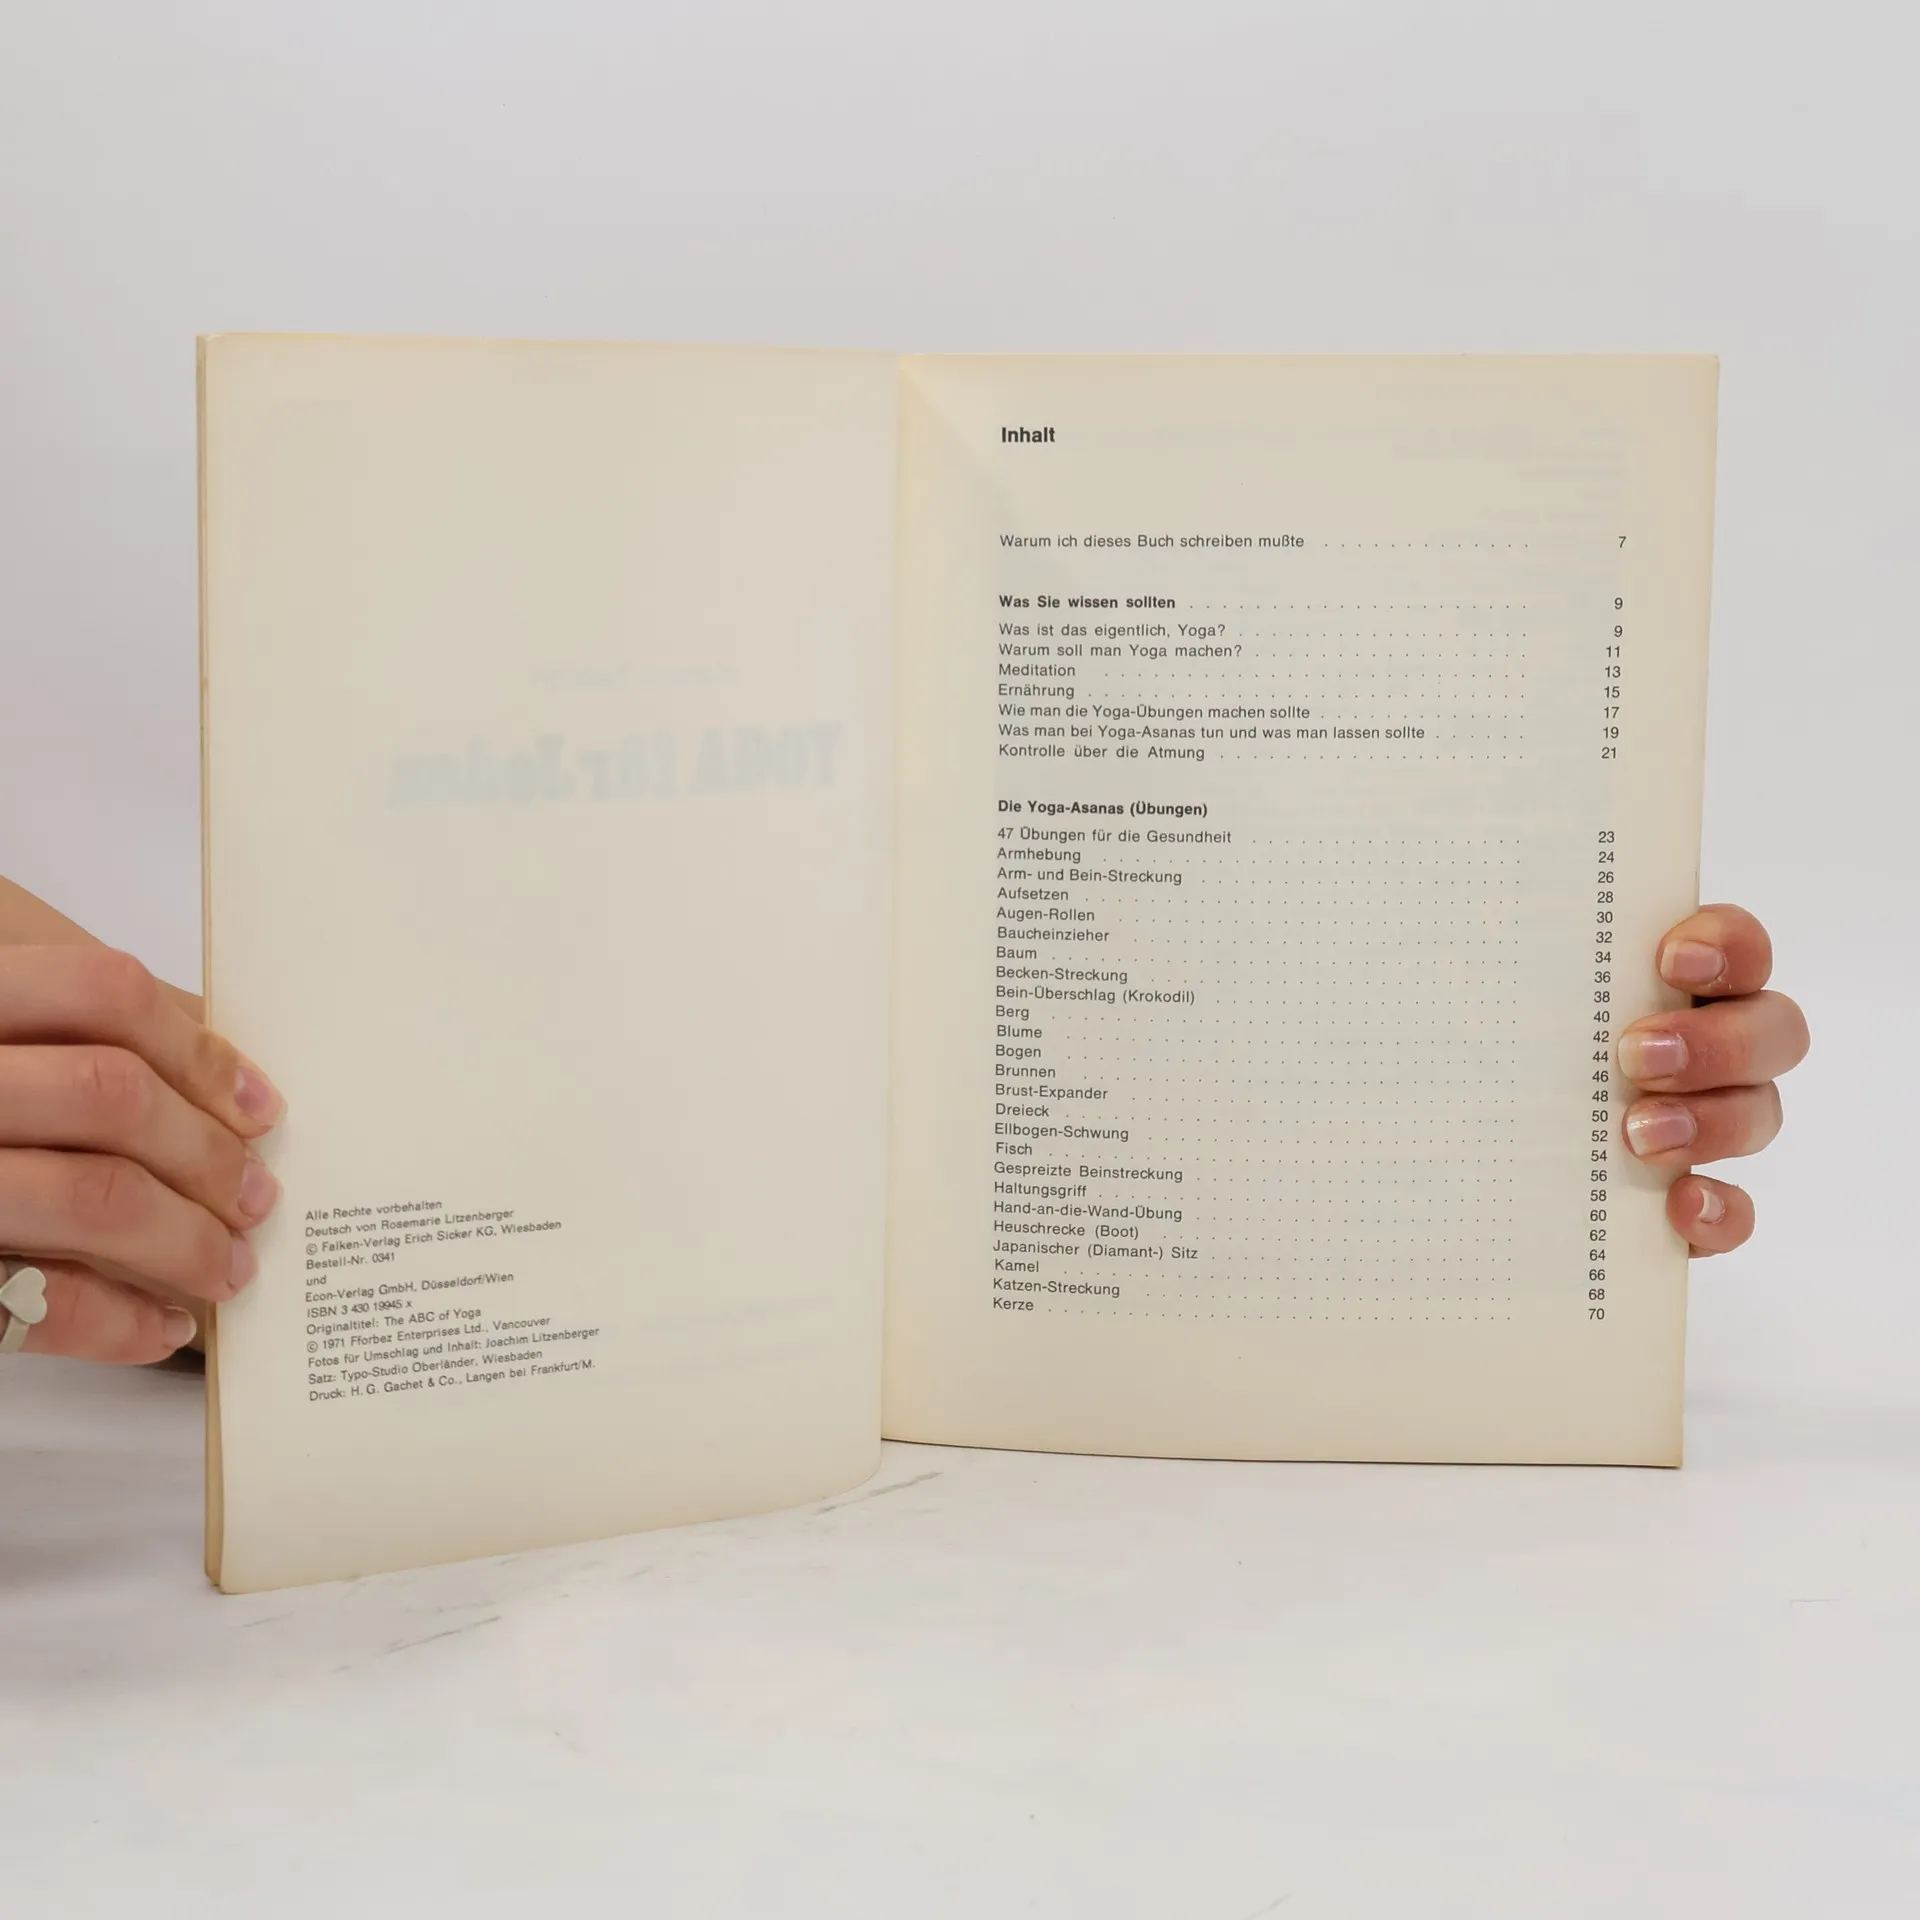 YOGA für Jeden
Alle Rechte vorbehalten
Deutsch von Rosemarie Litzenberger
© Falken-Verlag Erich Sicker KG, Wiesbaden
Bestell-Nr. 0341
und
Econ-Verlag GmbH, Düsseldorf/Wien
ISBN 3 430 19945 x
Originaltitel: The ABC of Yoga
© 1971 Fforbez Enterprises Ltd., Vancouver
Fotos für Umschlag und Inhalt: Joachim Litzenberger
Satz: Typo-Studio Oberländer, Wiesbaden
Druck: H. G. Gachet & Co., Langen bei Frankfurt/M.
Inhalt
Warum ich dieses Buch schreiben mußte . . . . . . . . . . . . . 7
Was Sie wissen sollten . . . . . . . . . . . . . . . . . . . . . 9
Was ist das eigentlich, Yoga? . . . . . . . . . . . . . . . . . . 9
Warum soll man Yoga machen? . . . . . . . . . . . . . . . . . 11
Meditation . . . . . . . . . . . . . . . . . . . . . . . . . . 13
Ernährung . . . . . . . . . . . . . . . . . . . . . . . . . . . 15
Wie man die Yoga-Übungen machen sollte . . . . . . . . . . . . . 17
Was man bei Yoga-Asanas tun und was man lassen sollte . . . . . . 19
Kontrolle über die Atmung . . . . . . . . . . . . . . . . . . . 21
Die Yoga-Asanas (Übungen)
47 Übungen für die Gesundheit . . . . . . . . . . . . . . . . . 23
Armhebung . . . . . . . . . . . . . . . . . . . . . . . . . . 24
Arm- und Bein-Streckung . . . . . . . . . . . . . . . . . . . . 26
Aufsetzen . . . . . . . . . . . . . . . . . . . . . . . . . . . 28
Augen-Rollen . . . . . . . . . . . . . . . . . . . . . . . . . 30
Baucheinzieher . . . . . . . . . . . . . . . . . . . . . . . . 32
Baum . . . . . . . . . . . . . . . . . . . . . . . . . . . . . 34
Becken-Streckung . . . . . . . . . . . . . . . . . . . . . . . 36
Bein-Überschlag (Krokodil) . . . . . . . . . . . . . . . . . . . 38
Berg . . . . . . . . . . . . . . . . . . . . . . . . . . . . . 40
Blume . . . . . . . . . . . . . . . . . . . . . . . . . . . . 42
Bogen . . . . . . . . . . . . . . . . . . . . . . . . . . . . 44
Brunnen . . . . . . . . . . . . . . . . . . . . . . . . . . . 46
Brust-Expander . . . . . . . . . . . . . . . . . . . . . . . . 48
Dreieck . . . . . . . . . . . . . . . . . . . . . . . . . . . . 50
Ellbogen-Schwung . . . . . . . . . . . . . . . . . . . . . . . 52
Fisch . . . . . . . . . . . . . . . . . . . . . . . . . . . . . 54
Gespreizte Beinstreckung . . . . . . . . . . . . . . . . . . . . 56
Haltungsgriff . . . . . . . . . . . . . . . . . . . . . . . . . . 58
Hand-an-die-Wand-Übung . . . . . . . . . . . . . . . . . . . . 60
Heuschrecke (Boot) . . . . . . . . . . . . . . . . . . . . . . 62
Japanischer (Diamant-) Sitz . . . . . . . . . . . . . . . . . . . 64
Kamel . . . . . . . . . . . . . . . . . . . . . . . . . . . . 66
Katzen-Streckung . . . . . . . . . . . . . . . . . . . . . . . 68
Kerze . . . . . . . . . . . . . . . . . . . . . . . . . . . . . 70